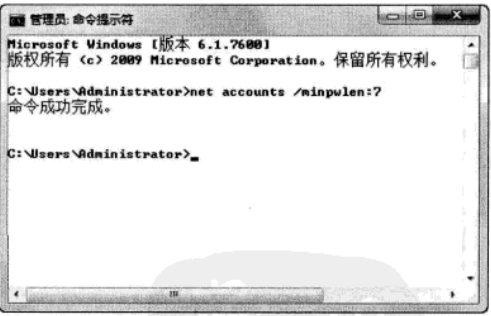 管理员: 命令提示符
Microsoft Windows [版本 6.1.7600]
版权所有 (c) 2009 Microsoft Corporation。保留所有权利。
C:\Users\Administrator>net accounts /minpwlen:7
命令成功完成。
C:\Users\Administrator>